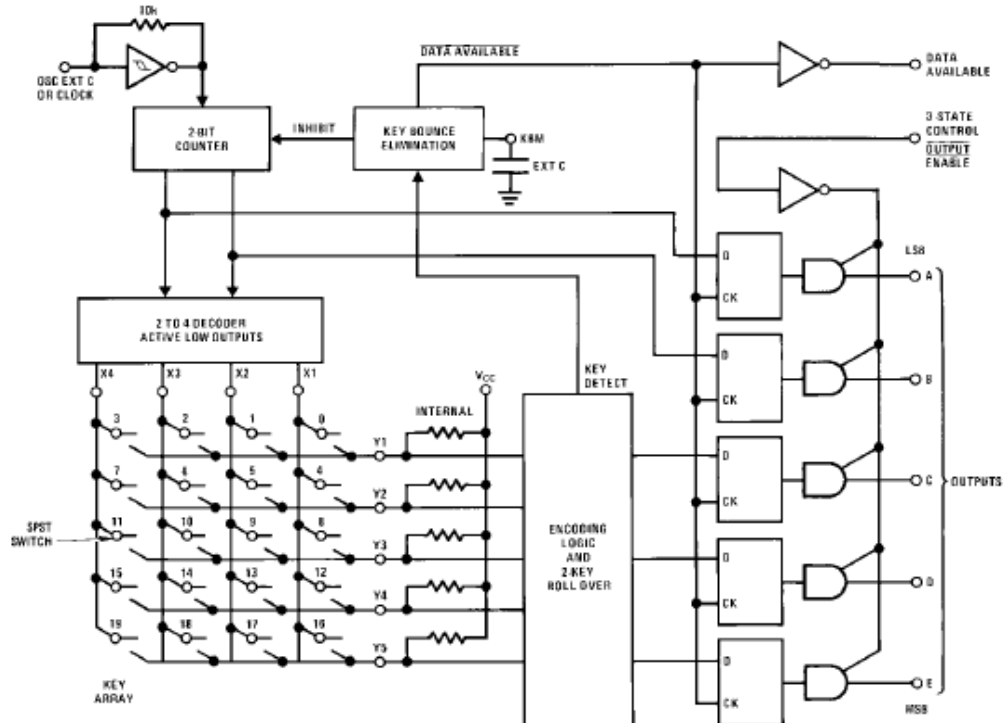 10k
OSC EXT C
OR CLOCK
2-BIT
COUNTER
INHIBIT
DATA AVAILABLE
KEY BOUNCE
ELIMINATION
KBM
EXT C
DATA
AVAILABLE
3-STATE
CONTROL
OUTPUT
ENABLE
2 TO 4 DECODER
ACTIVE LOW OUTPUTS
X4
X3
X2
X1
VCC
INTERNAL
KEY
DETECT
3
2
1
0
Y1
7
6
5
4
Y2
SPST
SWITCH
11
10
9
8
Y3
15
14
13
12
Y4
19
18
17
16
Y5
KEY
ARRAY
ENCODING
LOGIC
AND
2-KEY
ROLL OVER
D
CK
D
CK
D
CK
D
CK
D
CK
LSB
A
B
C
D
E
MSB
OUTPUTS